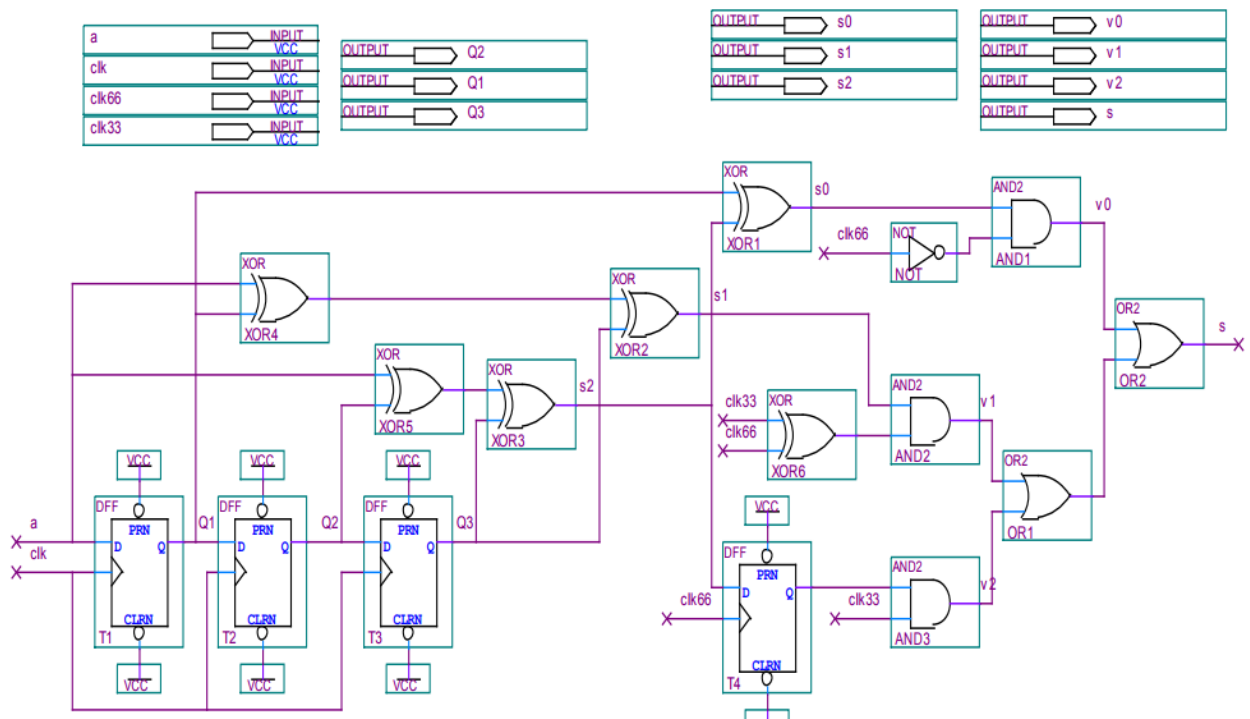 a INPUT VCC
clk INPUT VCC
clk66 INPUT VCC
clk33 INPUT VCC
OUTPUT Q2
OUTPUT Q1
OUTPUT Q3
OUTPUT s0
OUTPUT s1
OUTPUT s2
OUTPUT v0
OUTPUT v1
OUTPUT v2
OUTPUT s
XOR
s0
XOR1
AND2
v0
AND1
clk66
NOT
NOT
XOR
XOR4
XOR
s1
XOR2
OR2
s
OR2
XOR
XOR5
XOR
s2
XOR3
clk33
clk66
XOR
XOR6
AND2
v1
AND2
OR2
OR1
VCC
VCC
VCC
a
clk
DFF
PRN
D Q
CLRN
T1
Q1
DFF
PRN
D Q
CLRN
T2
Q2
DFF
PRN
D Q
CLRN
T3
Q3
VCC
VCC
VCC
VCC
clk66
DFF
PRN
D Q
CLRN
T4
clk33
AND2
v2
AND3